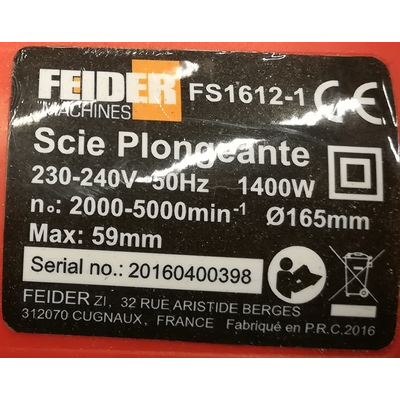 FEIDER
MACHINES
FS1612-1 CE
Scie Plongeante
230-240V~50Hz 1400W
n₀: 2000-5000min⁻¹ Ø165mm
Max: 59mm
Serial no.: 20160400398
FEIDER ZI, 32 RUE ARISTIDE BERGES
312070 CUGNAUX, FRANCE Fabriqué en P.R.C.2016